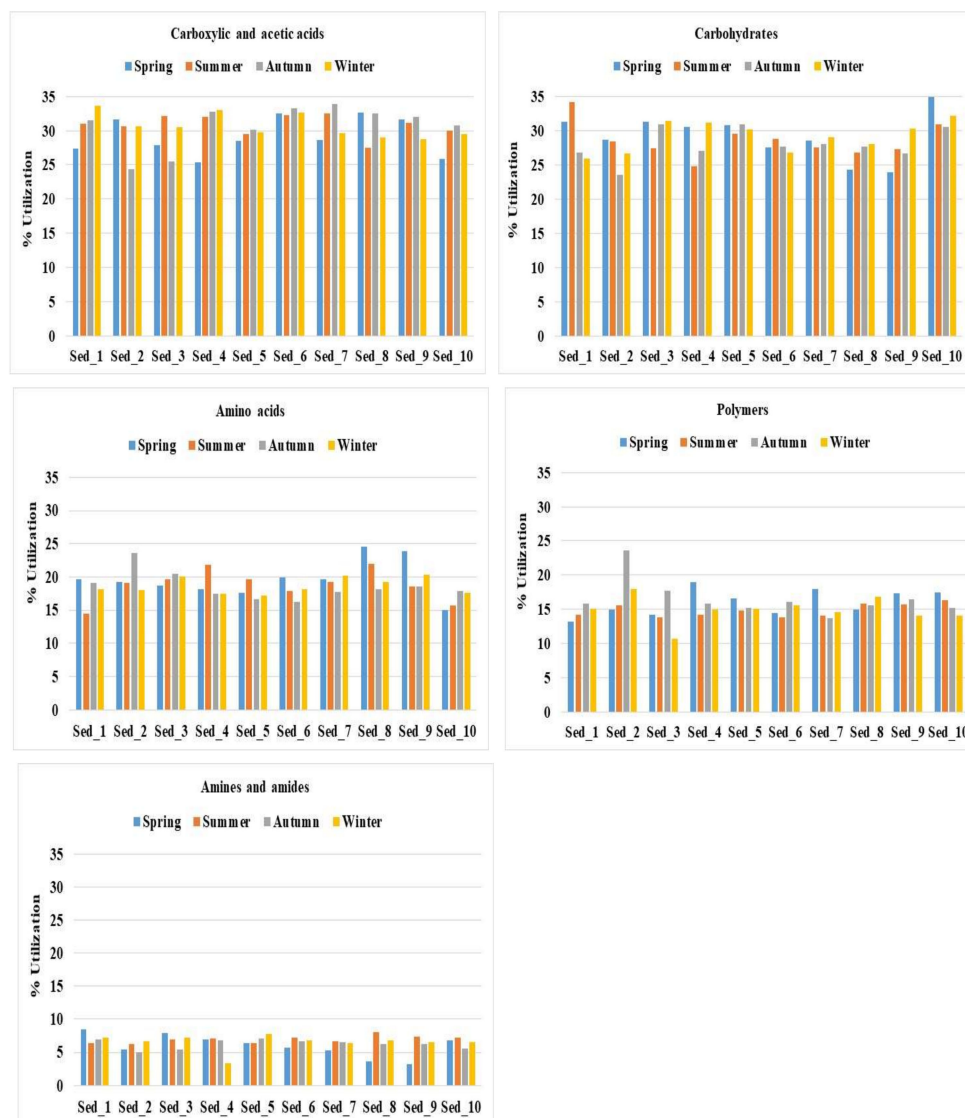 Carboxylic and acetic acids
Spring Summer Autumn Winter
% Utilization
35
30
25
20
15
10
5
0
Sed_1 Sed_2 Sed_3 Sed_4 Sed_5 Sed_6 Sed_7 Sed_8 Sed_9 Sed_10
Carbohydrates
Spring Summer Autumn Winter
% Utilization
35
30
25
20
15
10
5
0
Sed_1 Sed_2 Sed_3 Sed_4 Sed_5 Sed_6 Sed_7 Sed_8 Sed_9 Sed_10
Amino acids
Spring Summer Autumn Winter
% Utilization
35
30
25
20
15
10
5
0
Sed_1 Sed_2 Sed_3 Sed_4 Sed_5 Sed_6 Sed_7 Sed_8 Sed_9 Sed_10
Polymers
Spring Summer Autumn Winter
% Utilization
35
30
25
20
15
10
5
0
Sed_1 Sed_2 Sed_3 Sed_4 Sed_5 Sed_6 Sed_7 Sed_8 Sed_9 Sed_10
Amines and amides
Spring Summer Autumn Winter
% Utilization
35
30
25
20
15
10
5
0
Sed_1 Sed_2 Sed_3 Sed_4 Sed_5 Sed_6 Sed_7 Sed_8 Sed_9 Sed_10